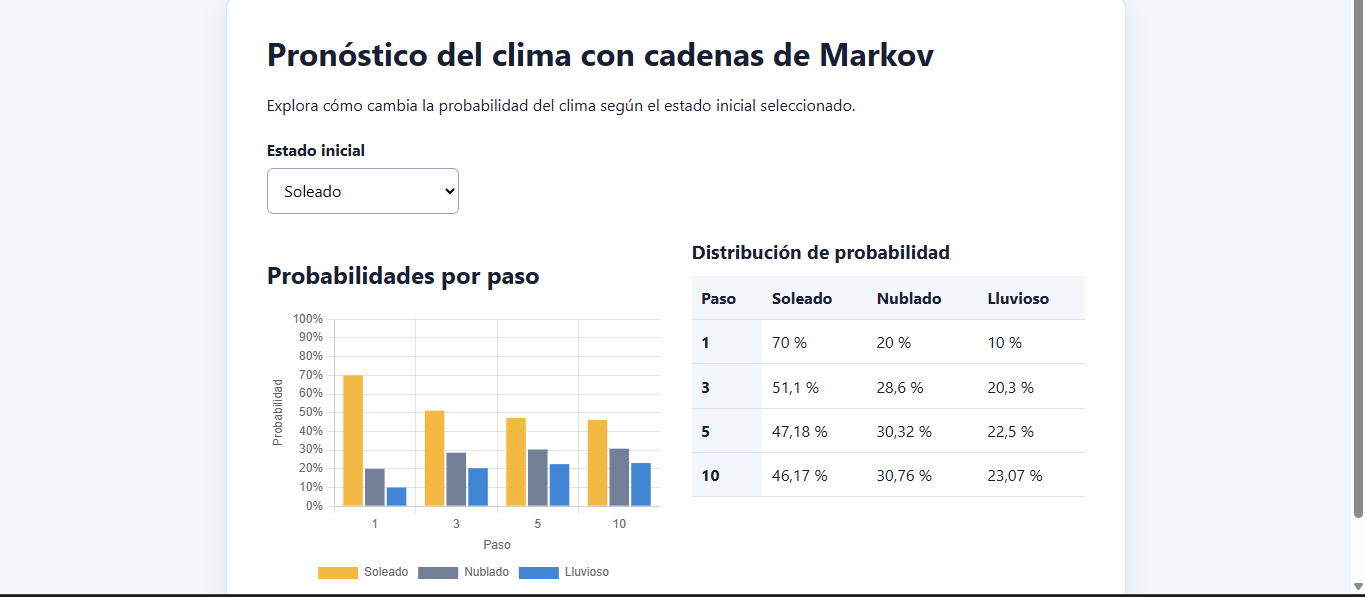 Pronóstico del clima con cadenas de Markov
Explora cómo cambia la probabilidad del clima según el estado inicial seleccionado.
Estado inicial
Soleado
Probabilidades por paso
100%
90%
80%
70%
60%
50%
40%
30%
20%
10%
0%
Probabilidad
1 3 5 10
Paso
Soleado Nublado Lluvioso
Distribución de probabilidad
Paso Soleado Nublado Lluvioso
1 70 % 20 % 10 %
3 51,1 % 28,6 % 20,3 %
5 47,18 % 30,32 % 22,5 %
10 46,17 % 30,76 % 23,07 %